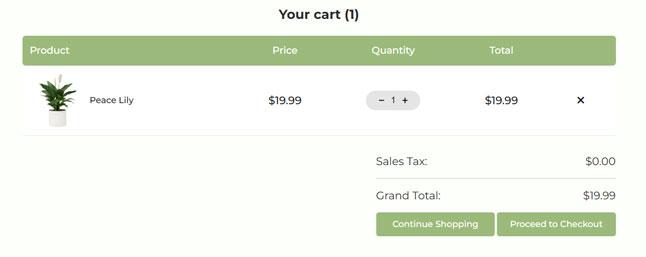 Your cart (1)
Product Price Quantity Total
Peace Lily $19.99 − 1 + $19.99 ×
Sales Tax: $0.00
Grand Total: $19.99
Continue Shopping Proceed to Checkout